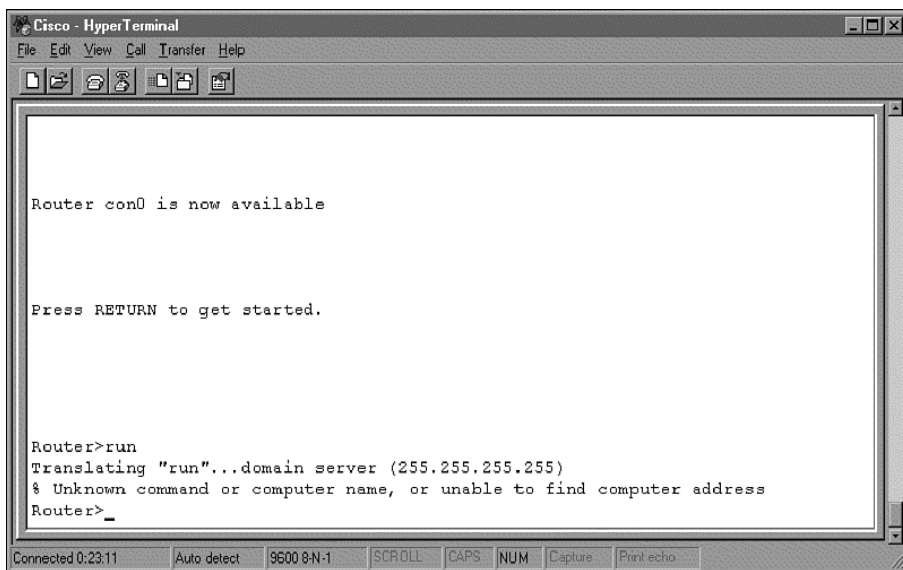 Cisco - HyperTerminal
File Edit View Call Transfer Help
Router con0 is now available
Press RETURN to get started.
Router>run
Translating "run"...domain server (255.255.255.255)
% Unknown command or computer name, or unable to find computer address
Router>_
Connected 0:23:11 Auto detect 9600 8-N-1 SCROLL CAPS NUM Capture Print echo